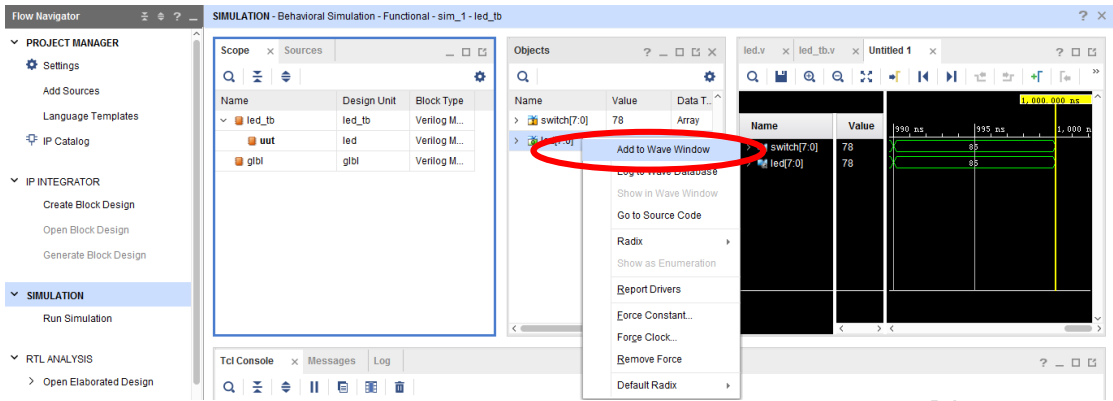 Flow Navigator
SIMULATION - Behavioral Simulation - Functional - sim_1 - led_tb
PROJECT MANAGER
Settings
Add Sources
Language Templates
IP Catalog
IP INTEGRATOR
Create Block Design
Open Block Design
Generate Block Design
SIMULATION
Run Simulation
RTL ANALYSIS
Open Elaborated Design
Scope Sources
Name Design Unit Block Type
led_tb led_tb Verilog M...
uut led Verilog M...
glbl glbl Verilog M...
Objects
Name Value Data T...
switch[7:0] 78 Array
Add to Wave Window
Log to Wave Database
Show in Wave Window
Go to Source Code
Radix
Show as Enumeration
Report Drivers
Force Constant...
Force Clock...
Remove Force
Default Radix
led.v led_tb.v Untitled 1
1,000.000 ns
Name Value 990 ns 995 ns 1,000 n
switch[7:0] 78 85
led[7:0] 78 85
Tcl Console Messages Log